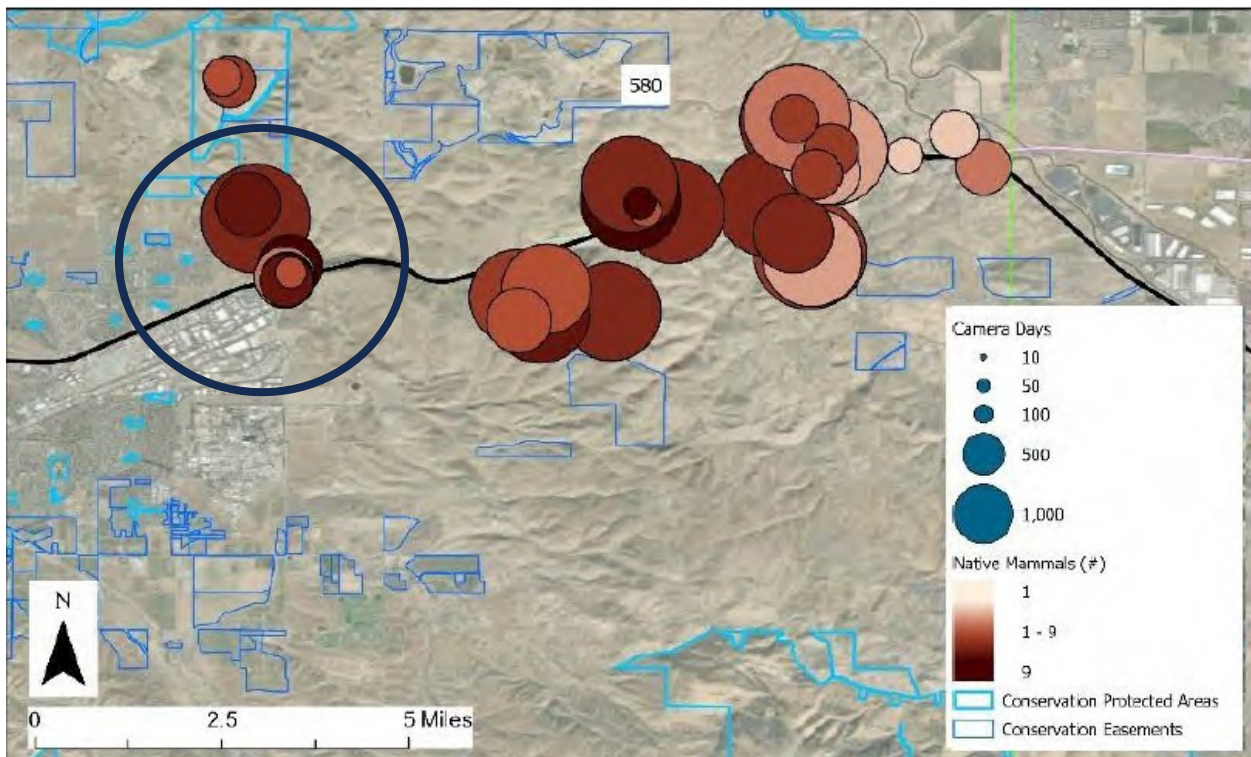 580
Camera Days
10
50
100
500
1,000
Native Mammals (#)
1
1 - 9
9
Conservation Protected Areas
Conservation Easements
N
0 2.5 5 Miles